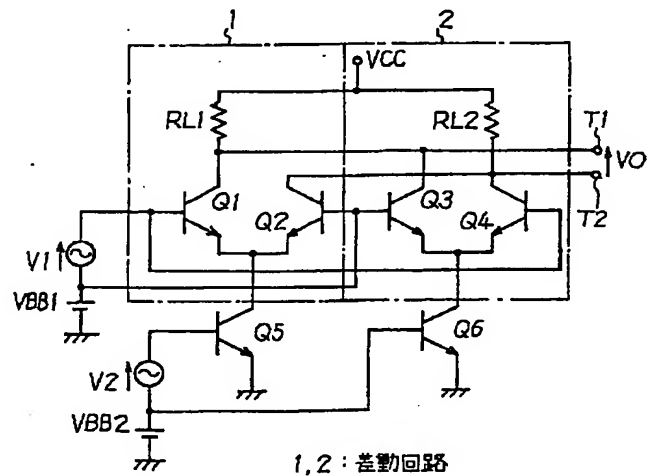 1
2
VCC
RL1
RL2
T1
VO
T2
Q1
Q2
Q3
Q4
V1
VBB1
Q5
Q6
V2
VBB2
1,2：差動回路